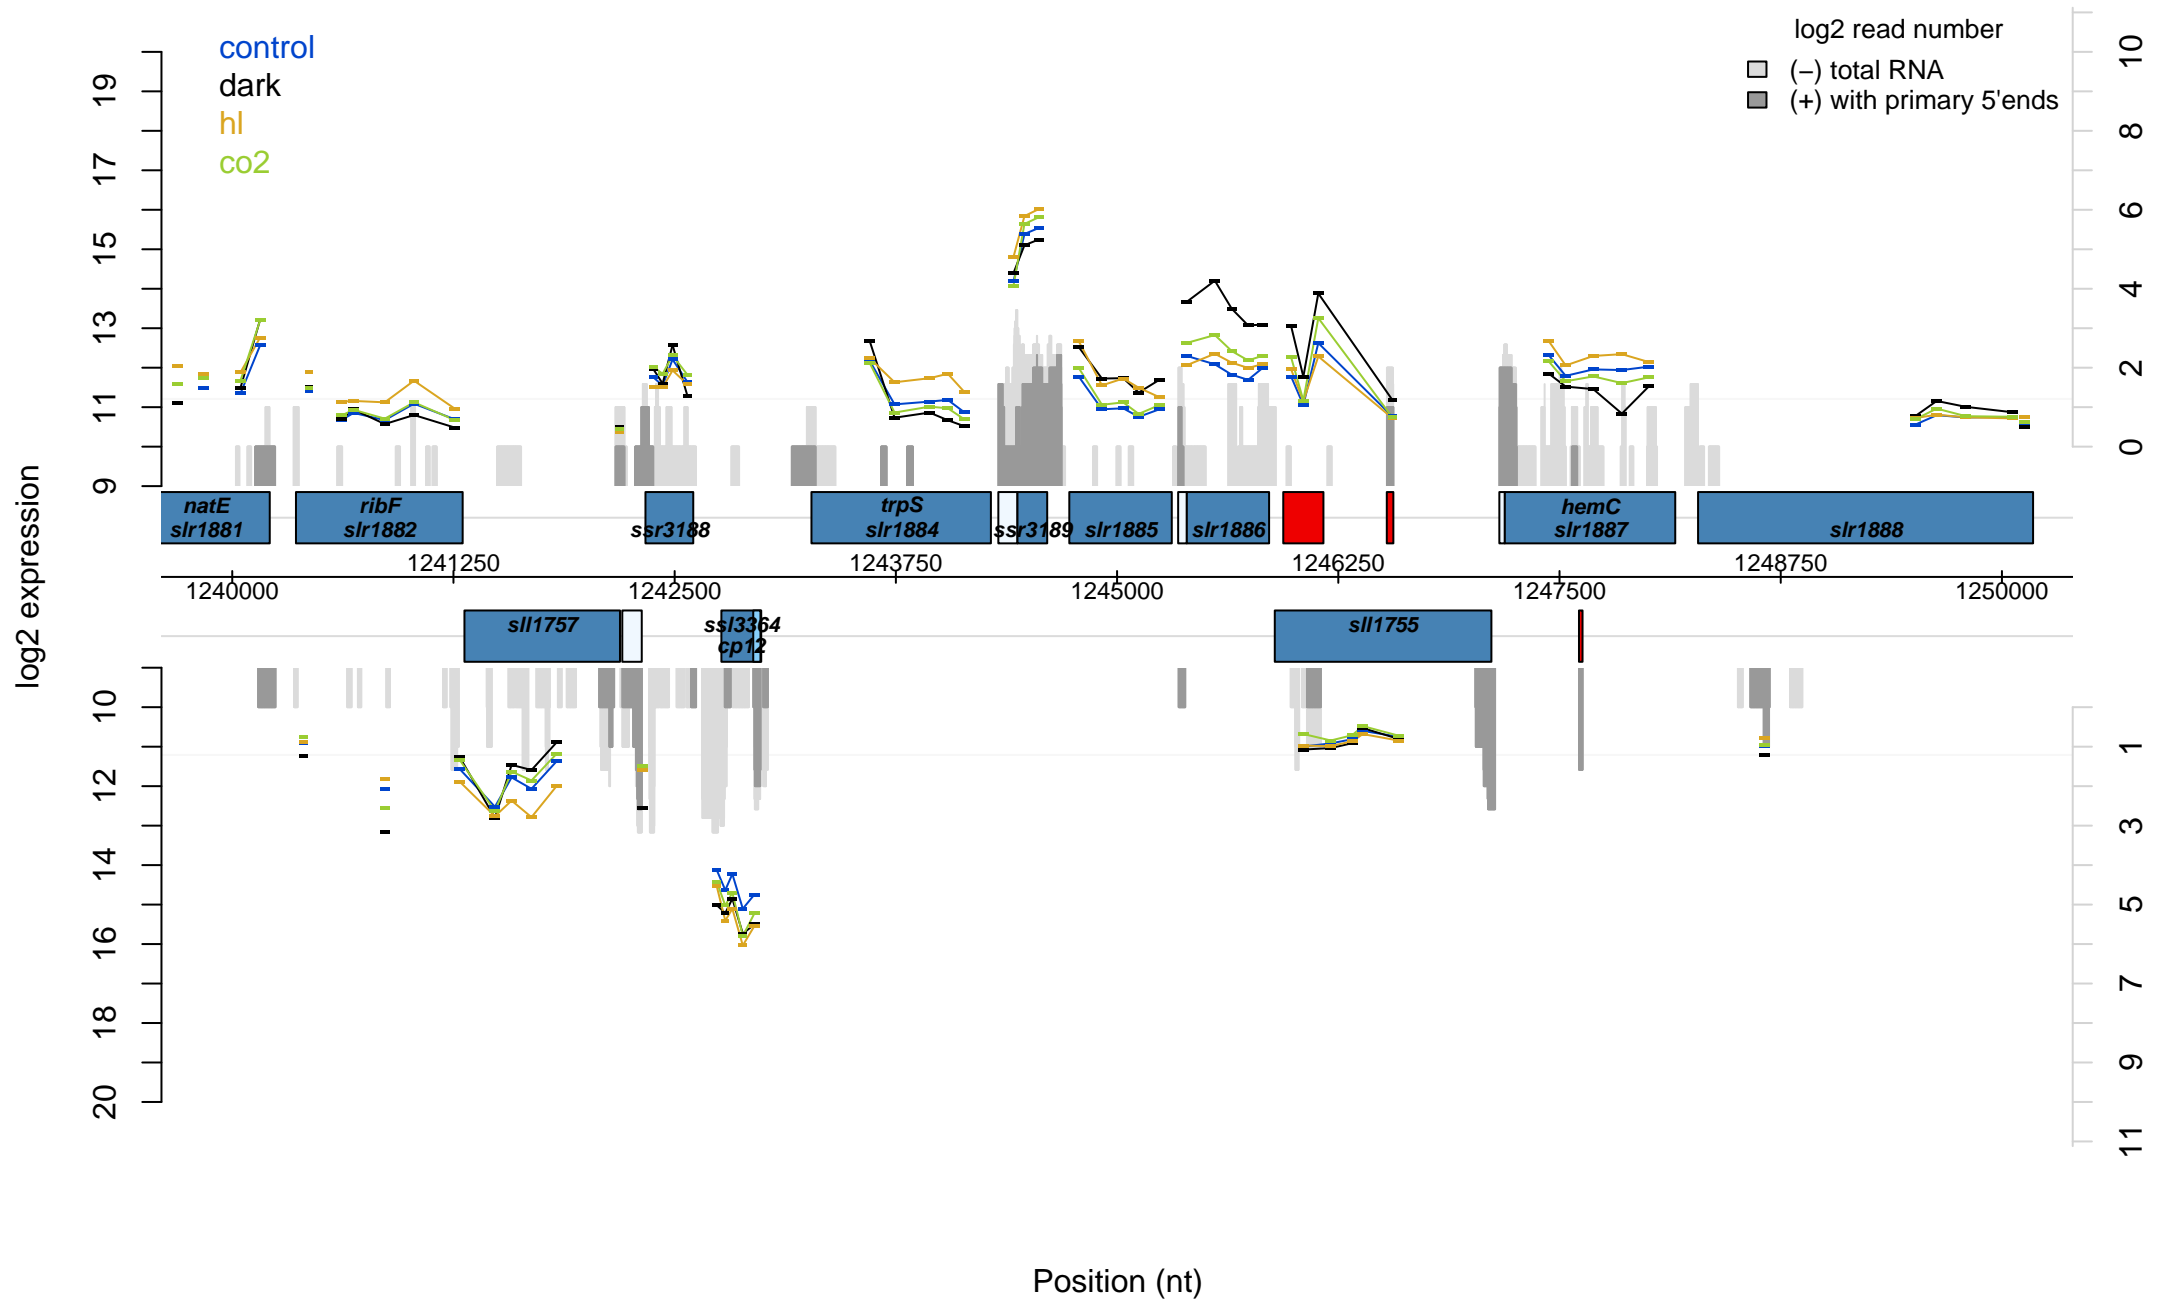 control
dark
hl
co2
log2 read number
(−) total RNA
(+) with primary 5'ends
19
17
15
13
11
9
10
8
6
4
2
0
log2 expression
natE
slr1881
ribF
slr1882
ssr3188
trpS
slr1884
ssr3189
slr1885
slr1886
hemC
slr1887
slr1888
1241250
1243750
1246250
1248750
1240000
1242500
1245000
1247500
1250000
sll1757
ssl3364
cp12
sll1755
10
12
14
16
18
20
1
3
5
7
9
11
Position (nt)